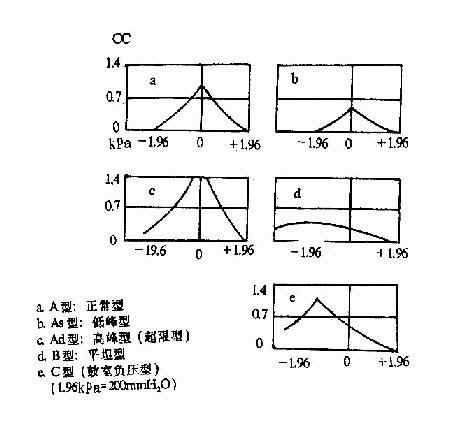 CC
1.4
0.7
0
a
b
kPa -1.96 0 +1.96
-1.96 0 +1.96
1.4
0.7
0
c
d
-19.6 0 +1.96
-1.96 0 +1.96
1.4
0.7
0
e
-1.96 0 +1.96
a. A型: 正常型
b. As型: 低峰型
c. Ad型: 高峰型 (超限型)
d. B型: 平坦型
e. C型 (鼓室负压型)
(1.96kPa=200mmH₂O)